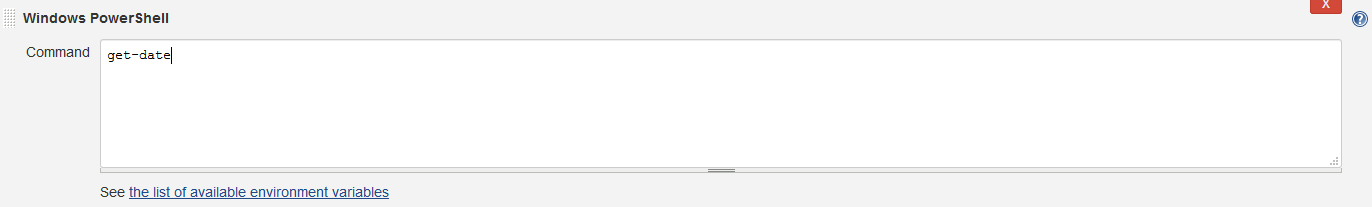 X
Windows PowerShell
?
Command
get-date
See the list of available environment variables